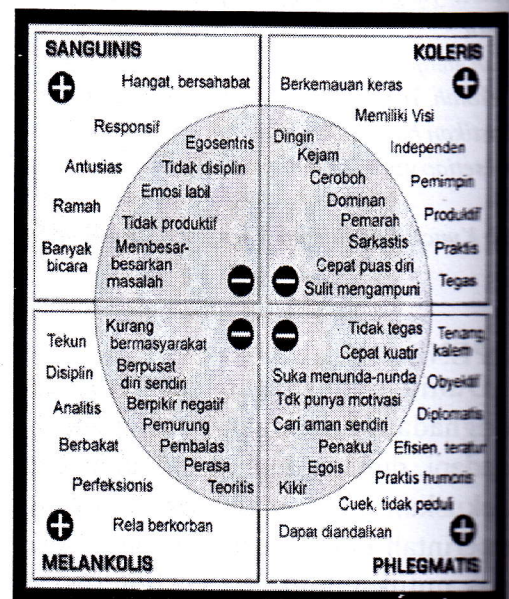 SANGUINIS
Hangat, bersahabat
Responsif
Egosentris
Antusias
Tidak disiplin
Emosi labil
Ramah
Tidak produktif
Banyak
bicara
Membesar-
besarkan
masalah
KOLERIS
Berkemauan keras
Memiliki Visi
Dingin
Independen
Kejam
Ceroboh
Pemimpin
Dominan
Pemarah
Produktif
Sarkastis
Praktis
Cepat puas diri
Tegas
Sulit mengampuni
Kurang
bermasyarakat
Tekun
Berpusat
diri sendiri
Disiplin
Analitis
Berpikir negatif
Pemurung
Berbakat
Pembalas
Perasa
Perfeksionis
Teoritis
Rela berkorban
MELANKOLIS
Tidak tegas
Tenang,
kalem
Cepat kuatir
Suka menunda-nunda
Obyektif
Tdk punya motivasi
Diplomatis
Cari aman sendiri
Penakut
Efisien, teratur
Egois
Praktis humoris
Kikir
Cuek, tidak peduli
Dapat diandalkan
PHLEGMATIS